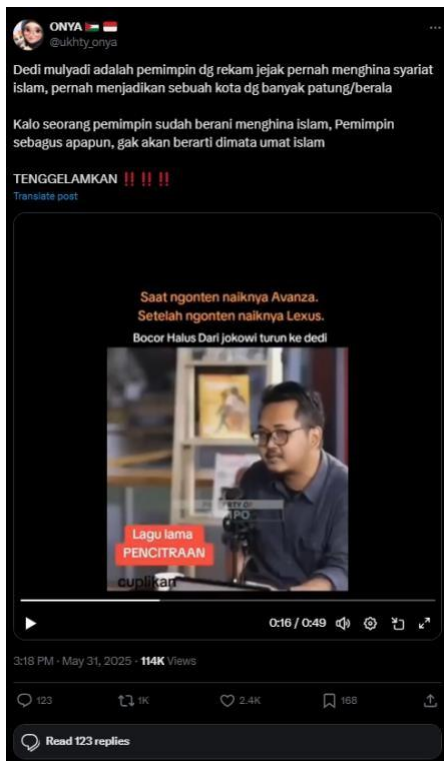 ONYA
@ukhty_onya
Dedi mulyadi adalah pemimpin dg rekam jejak pernah menghina syariat
islam, pernah menjadikan sebuah kota dg banyak patung/berala
Kalo seorang pemimpin sudah berani menghina islam, Pemimpin
sebagus apapun, gak akan berarti dimata umat islam
TENGGELAMKAN ‼️ ‼️ ‼️
Translate post
Saat ngonten naiknya Avanza.
Setelah ngonten naiknya Lexus.
Bocor Halus Dari jokowi turun ke dedi
Lagu lama
PENCITRAAN
cuplikan
0:16 / 0:49
3:18 PM · May 31, 2025 · 114K Views
123
1K
2.4K
168
Read 123 replies